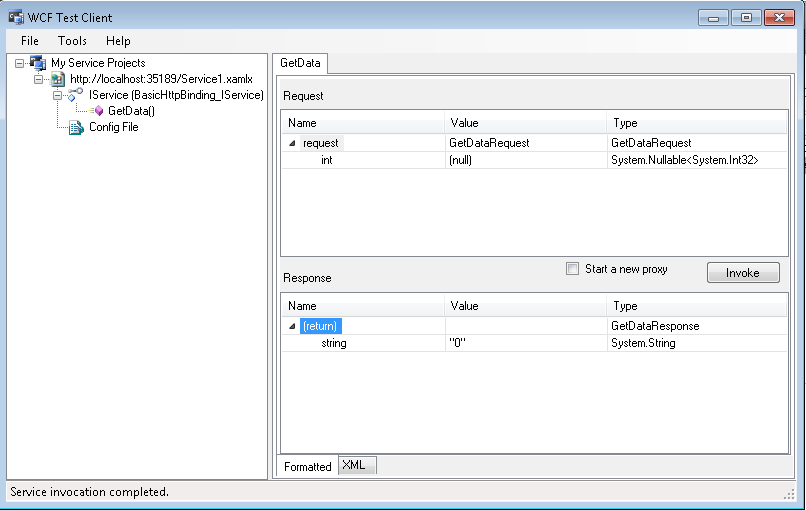 WCF Test Client
File Tools Help
My Service Projects
http://localhost:35189/Service1.xamlx
IService (BasicHttpBinding_IService)
GetData()
Config File
GetData
Request
Name Value Type
request GetDataRequest GetDataRequest
int (null) System.Nullable<System.Int32>
Start a new proxy Invoke
Response
Name Value Type
(return) GetDataResponse
string "0" System.String
Formatted XML
Service invocation completed.